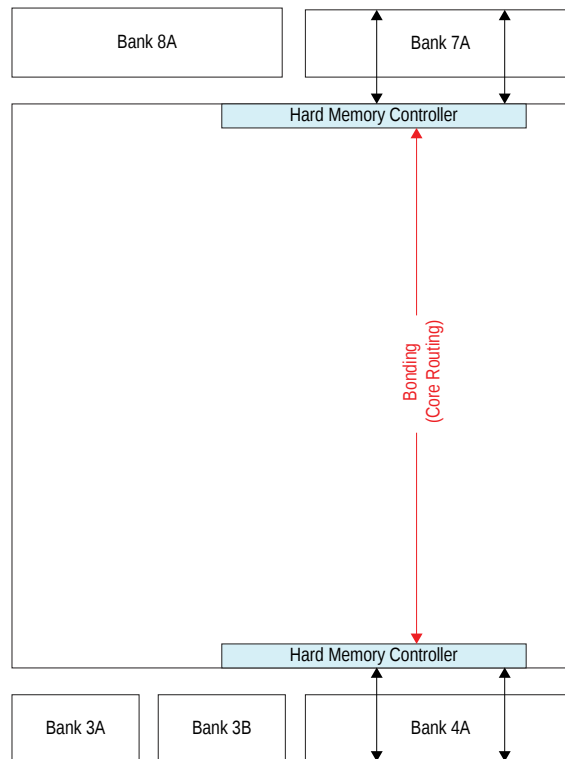 Bank 8A
Bank 7A
Hard Memory Controller
Bonding
(Core Routing)
Hard Memory Controller
Bank 3A
Bank 3B
Bank 4A